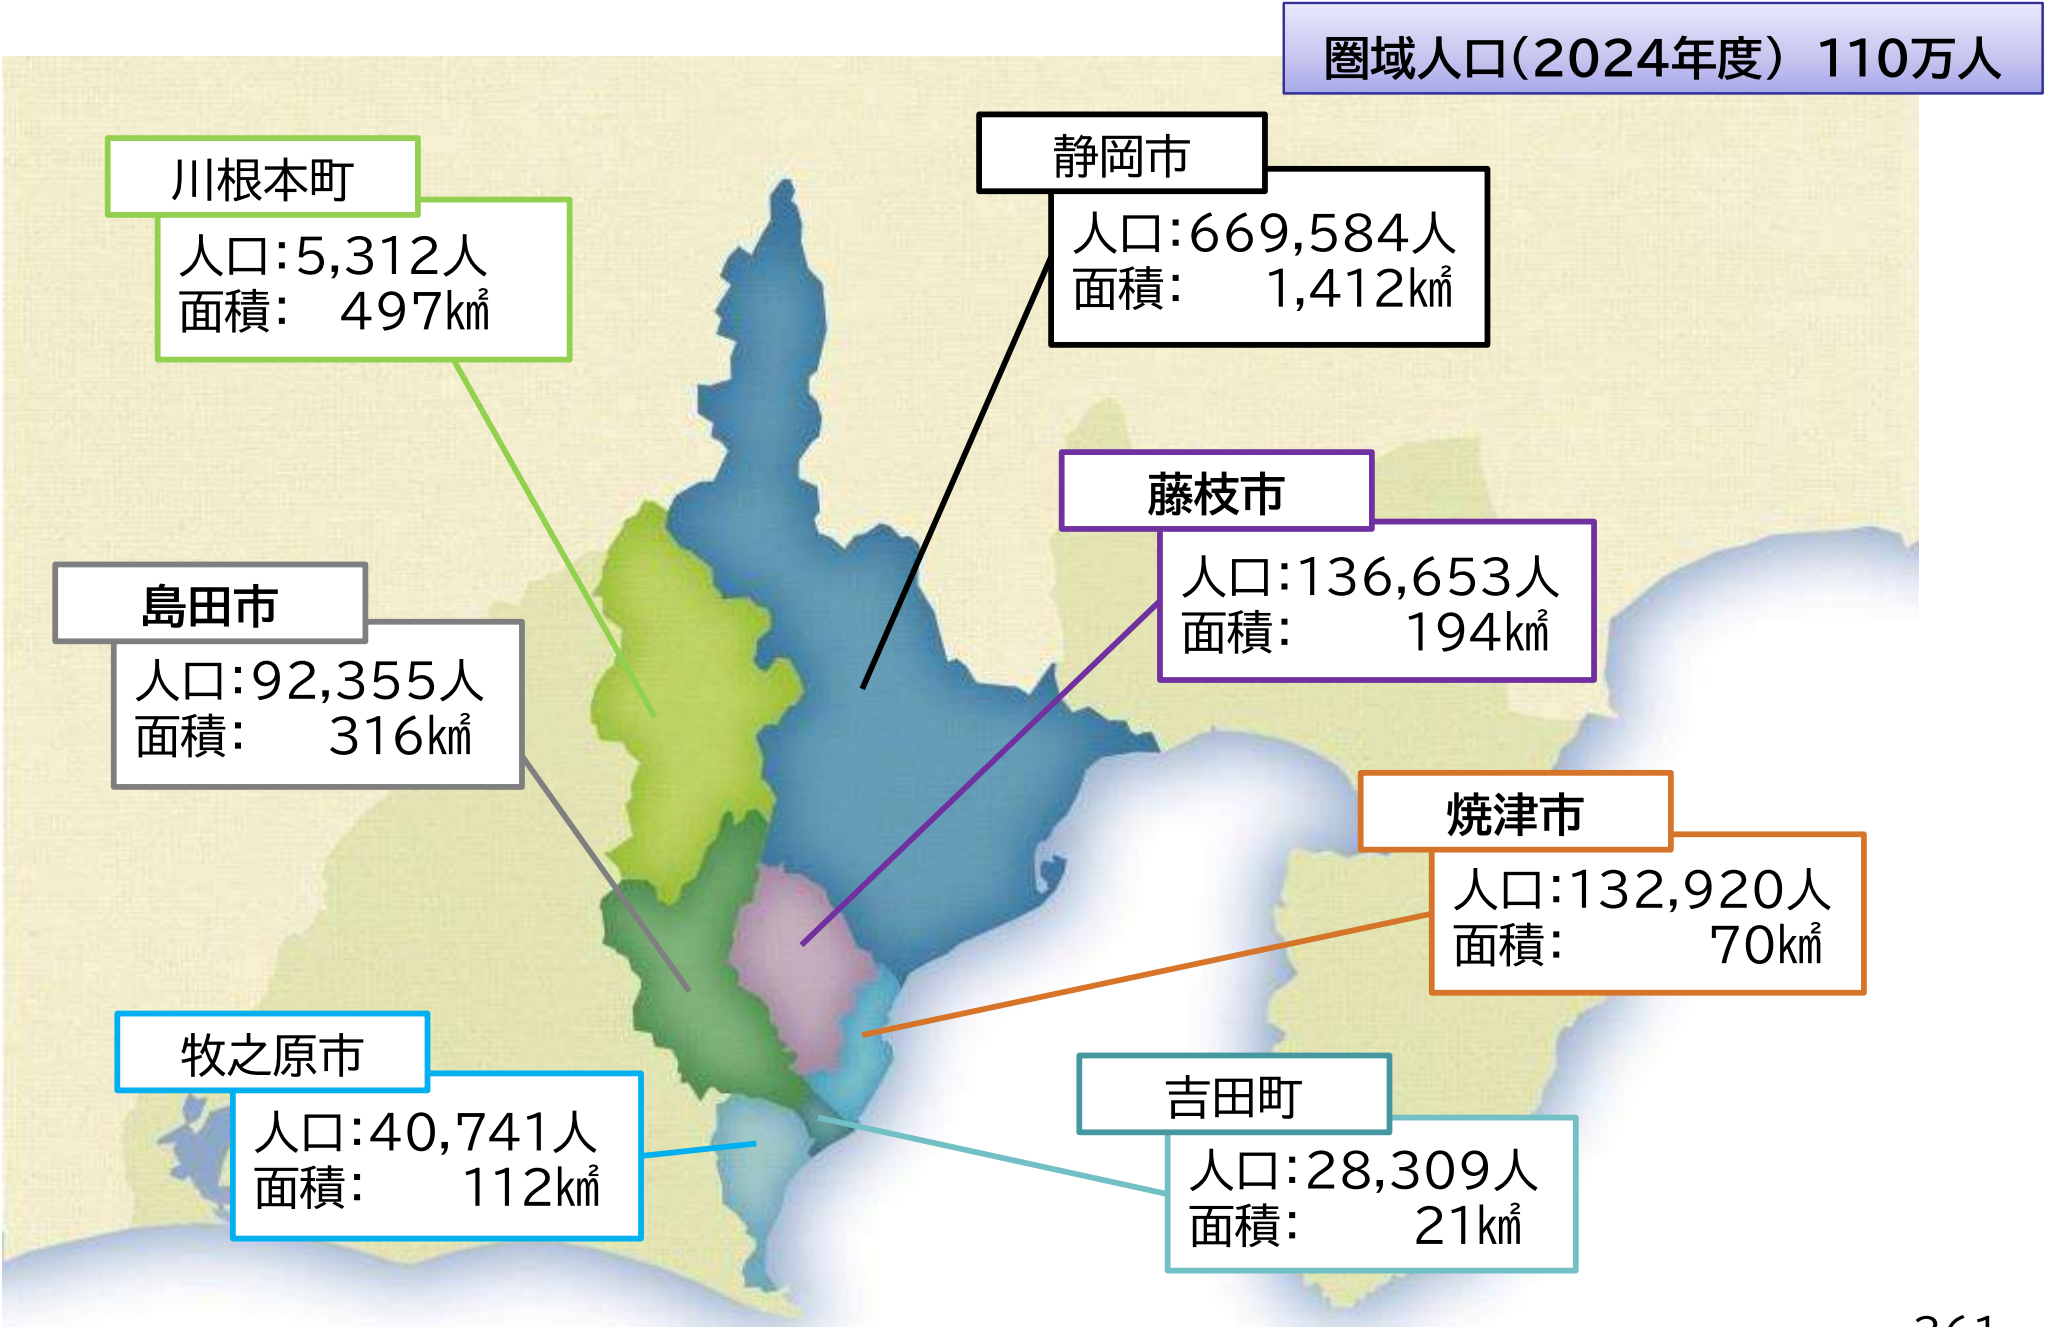 圏域人口(2024年度) 110万人
川根本町
人口:5,312人
面積: 497㎢
静岡市
人口:669,584人
面積: 1,412㎢
藤枝市
人口:136,653人
面積: 194㎢
島田市
人口:92,355人
面積: 316㎢
焼津市
人口:132,920人
面積: 70㎢
牧之原市
人口:40,741人
面積: 112㎢
吉田町
人口:28,309人
面積: 21㎢